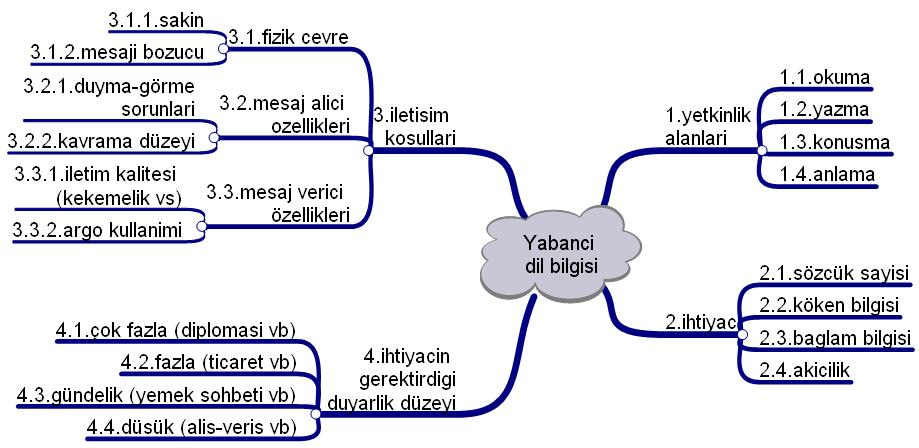 Yabanci
dil bilgisi
1.yetkinlik
alanlari
1.1.okuma
1.2.yazma
1.3.konusma
1.4.anlama
2.ihtiyac
2.1.sözcük sayisi
2.2.köken bilgisi
2.3.baglam bilgisi
2.4.akicilik
3.iletisim
kosullari
3.1.fizik cevre
3.1.1.sakin
3.1.2.mesaji bozucu
3.2.mesaj alici
ozellikleri
3.2.1.duyma-görme
sorunlari
3.2.2.kavrama düzeyi
3.3.mesaj verici
özellikleri
3.3.1.iletim kalitesi
(kekemelik vs)
3.3.2.argo kullanimi
4.ihtiyacin
gerektirdigi
duyarlik düzeyi
4.1.çok fazla (diplomasi vb)
4.2.fazla (ticaret vb)
4.3.gündelik (yemek sohbeti vb)
4.4.düsük (alis-veris vb)